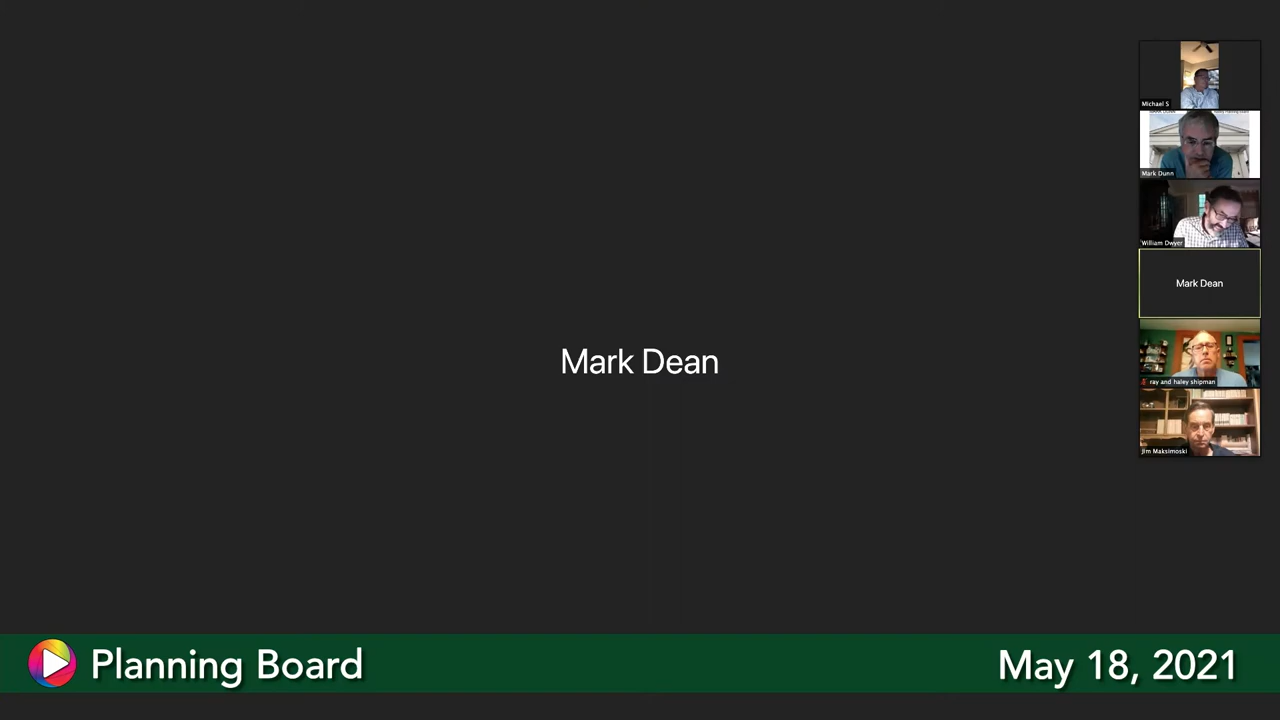 Michael S
Mark Dunn
William Dwyer
Mark Dean
ray and haley shipman
Jim Maksimoski
Mark Dean
Planning Board
May 18, 2021